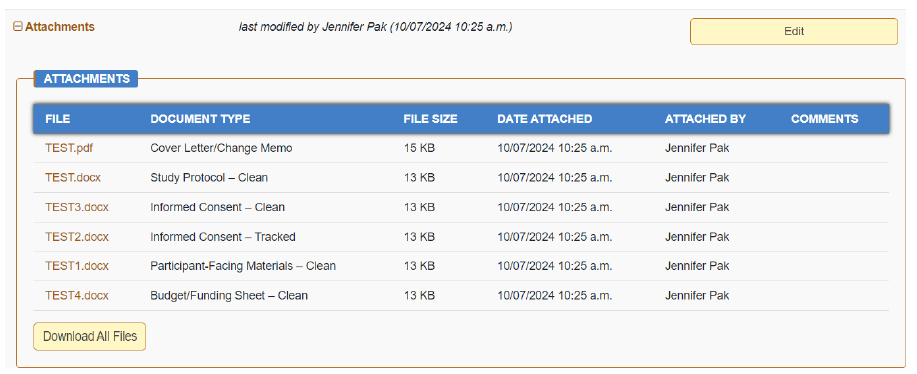 Attachments last modified by Jennifer Pak (10/07/2024 10:25 a.m.) Edit
ATTACHMENTS
FILE DOCUMENT TYPE FILE SIZE DATE ATTACHED ATTACHED BY COMMENTS
TEST.pdf Cover Letter/Change Memo 15 KB 10/07/2024 10:25 a.m. Jennifer Pak
TEST.docx Study Protocol – Clean 13 KB 10/07/2024 10:25 a.m. Jennifer Pak
TEST3.docx Informed Consent – Clean 13 KB 10/07/2024 10:25 a.m. Jennifer Pak
TEST2.docx Informed Consent – Tracked 13 KB 10/07/2024 10:25 a.m. Jennifer Pak
TEST1.docx Participant-Facing Materials – Clean 13 KB 10/07/2024 10:25 a.m. Jennifer Pak
TEST4.docx Budget/Funding Sheet – Clean 13 KB 10/07/2024 10:25 a.m. Jennifer Pak
Download All Files